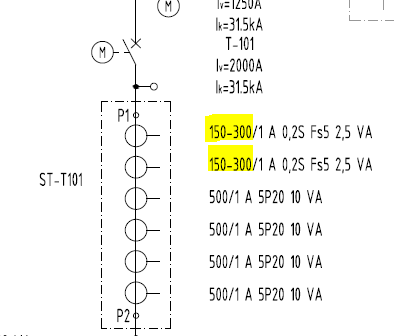 M
Iv=1250A
Ik=31.5kA
T-101
M
Iv=2000A
Ik=31.5kA
P1
150-300/1 A 0,2S Fs5 2,5 VA
150-300/1 A 0,2S Fs5 2,5 VA
ST-T101
500/1 A 5P20 10 VA
500/1 A 5P20 10 VA
500/1 A 5P20 10 VA
500/1 A 5P20 10 VA
P2